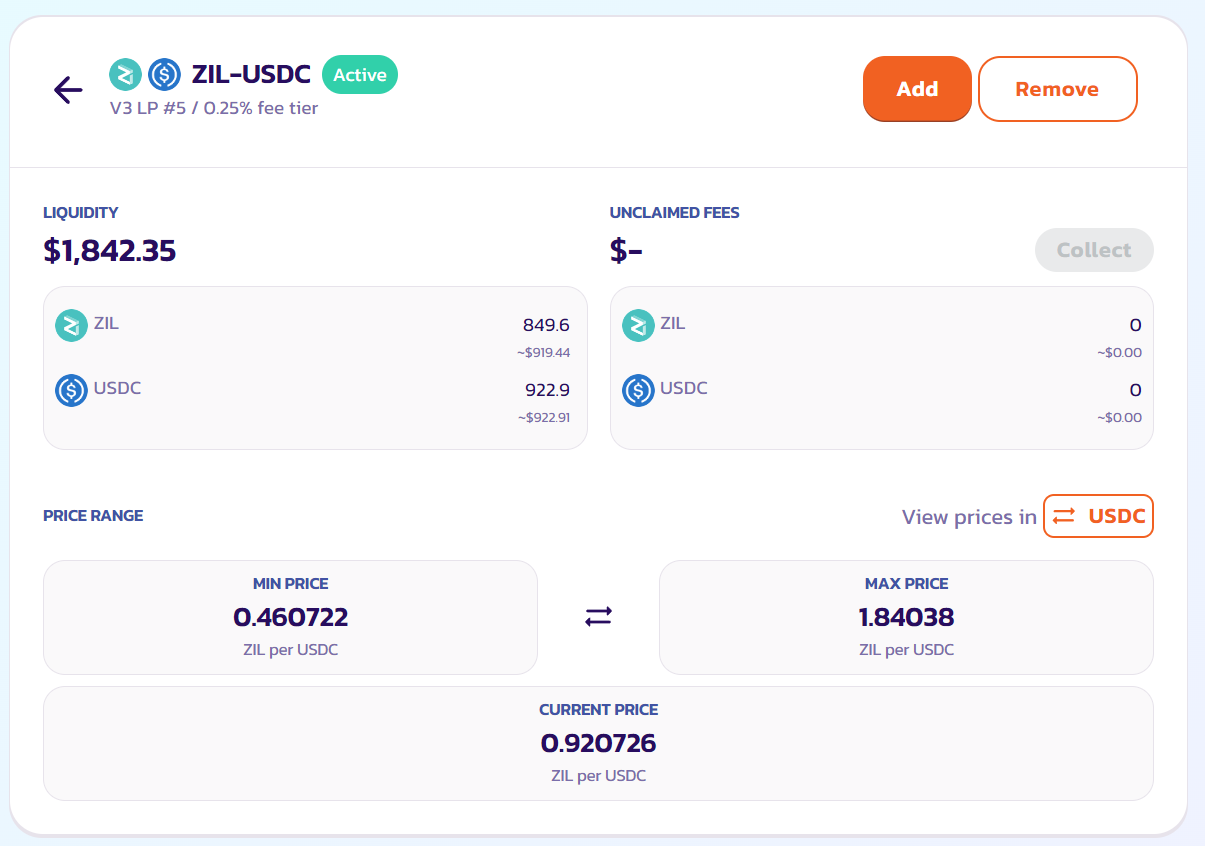 ZIL-USDC Active
V3 LP #5 / 0.25% fee tier
Add
Remove
LIQUIDITY
$1,842.35
ZIL 849.6
~$919.44
USDC 922.9
~$922.91
UNCLAIMED FEES
$-
Collect
ZIL 0
~$0.00
USDC 0
~$0.00
PRICE RANGE
View prices in USDC
MIN PRICE
0.460722
ZIL per USDC
MAX PRICE
1.84038
ZIL per USDC
CURRENT PRICE
0.920726
ZIL per USDC